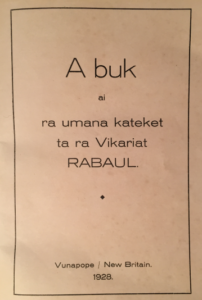 A buk
ai
ra umana kateket
ta ra Vikariat
RABAUL.
Vunapope / New Britain.
1928.